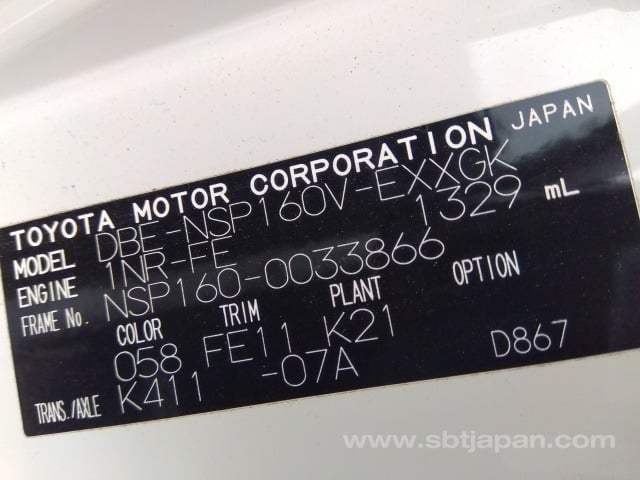 TOYOTA MOTOR CORPORATION JAPAN
MODEL DBE-NSP160V-EXXGK
ENGINE 1NR-FE 1329 mL
FRAME No. NSP160-0033866
COLOR TRIM PLANT OPTION
058 FE11 K21
TRANS./AXLE K411 -07A D867
www.sbtjapan.com